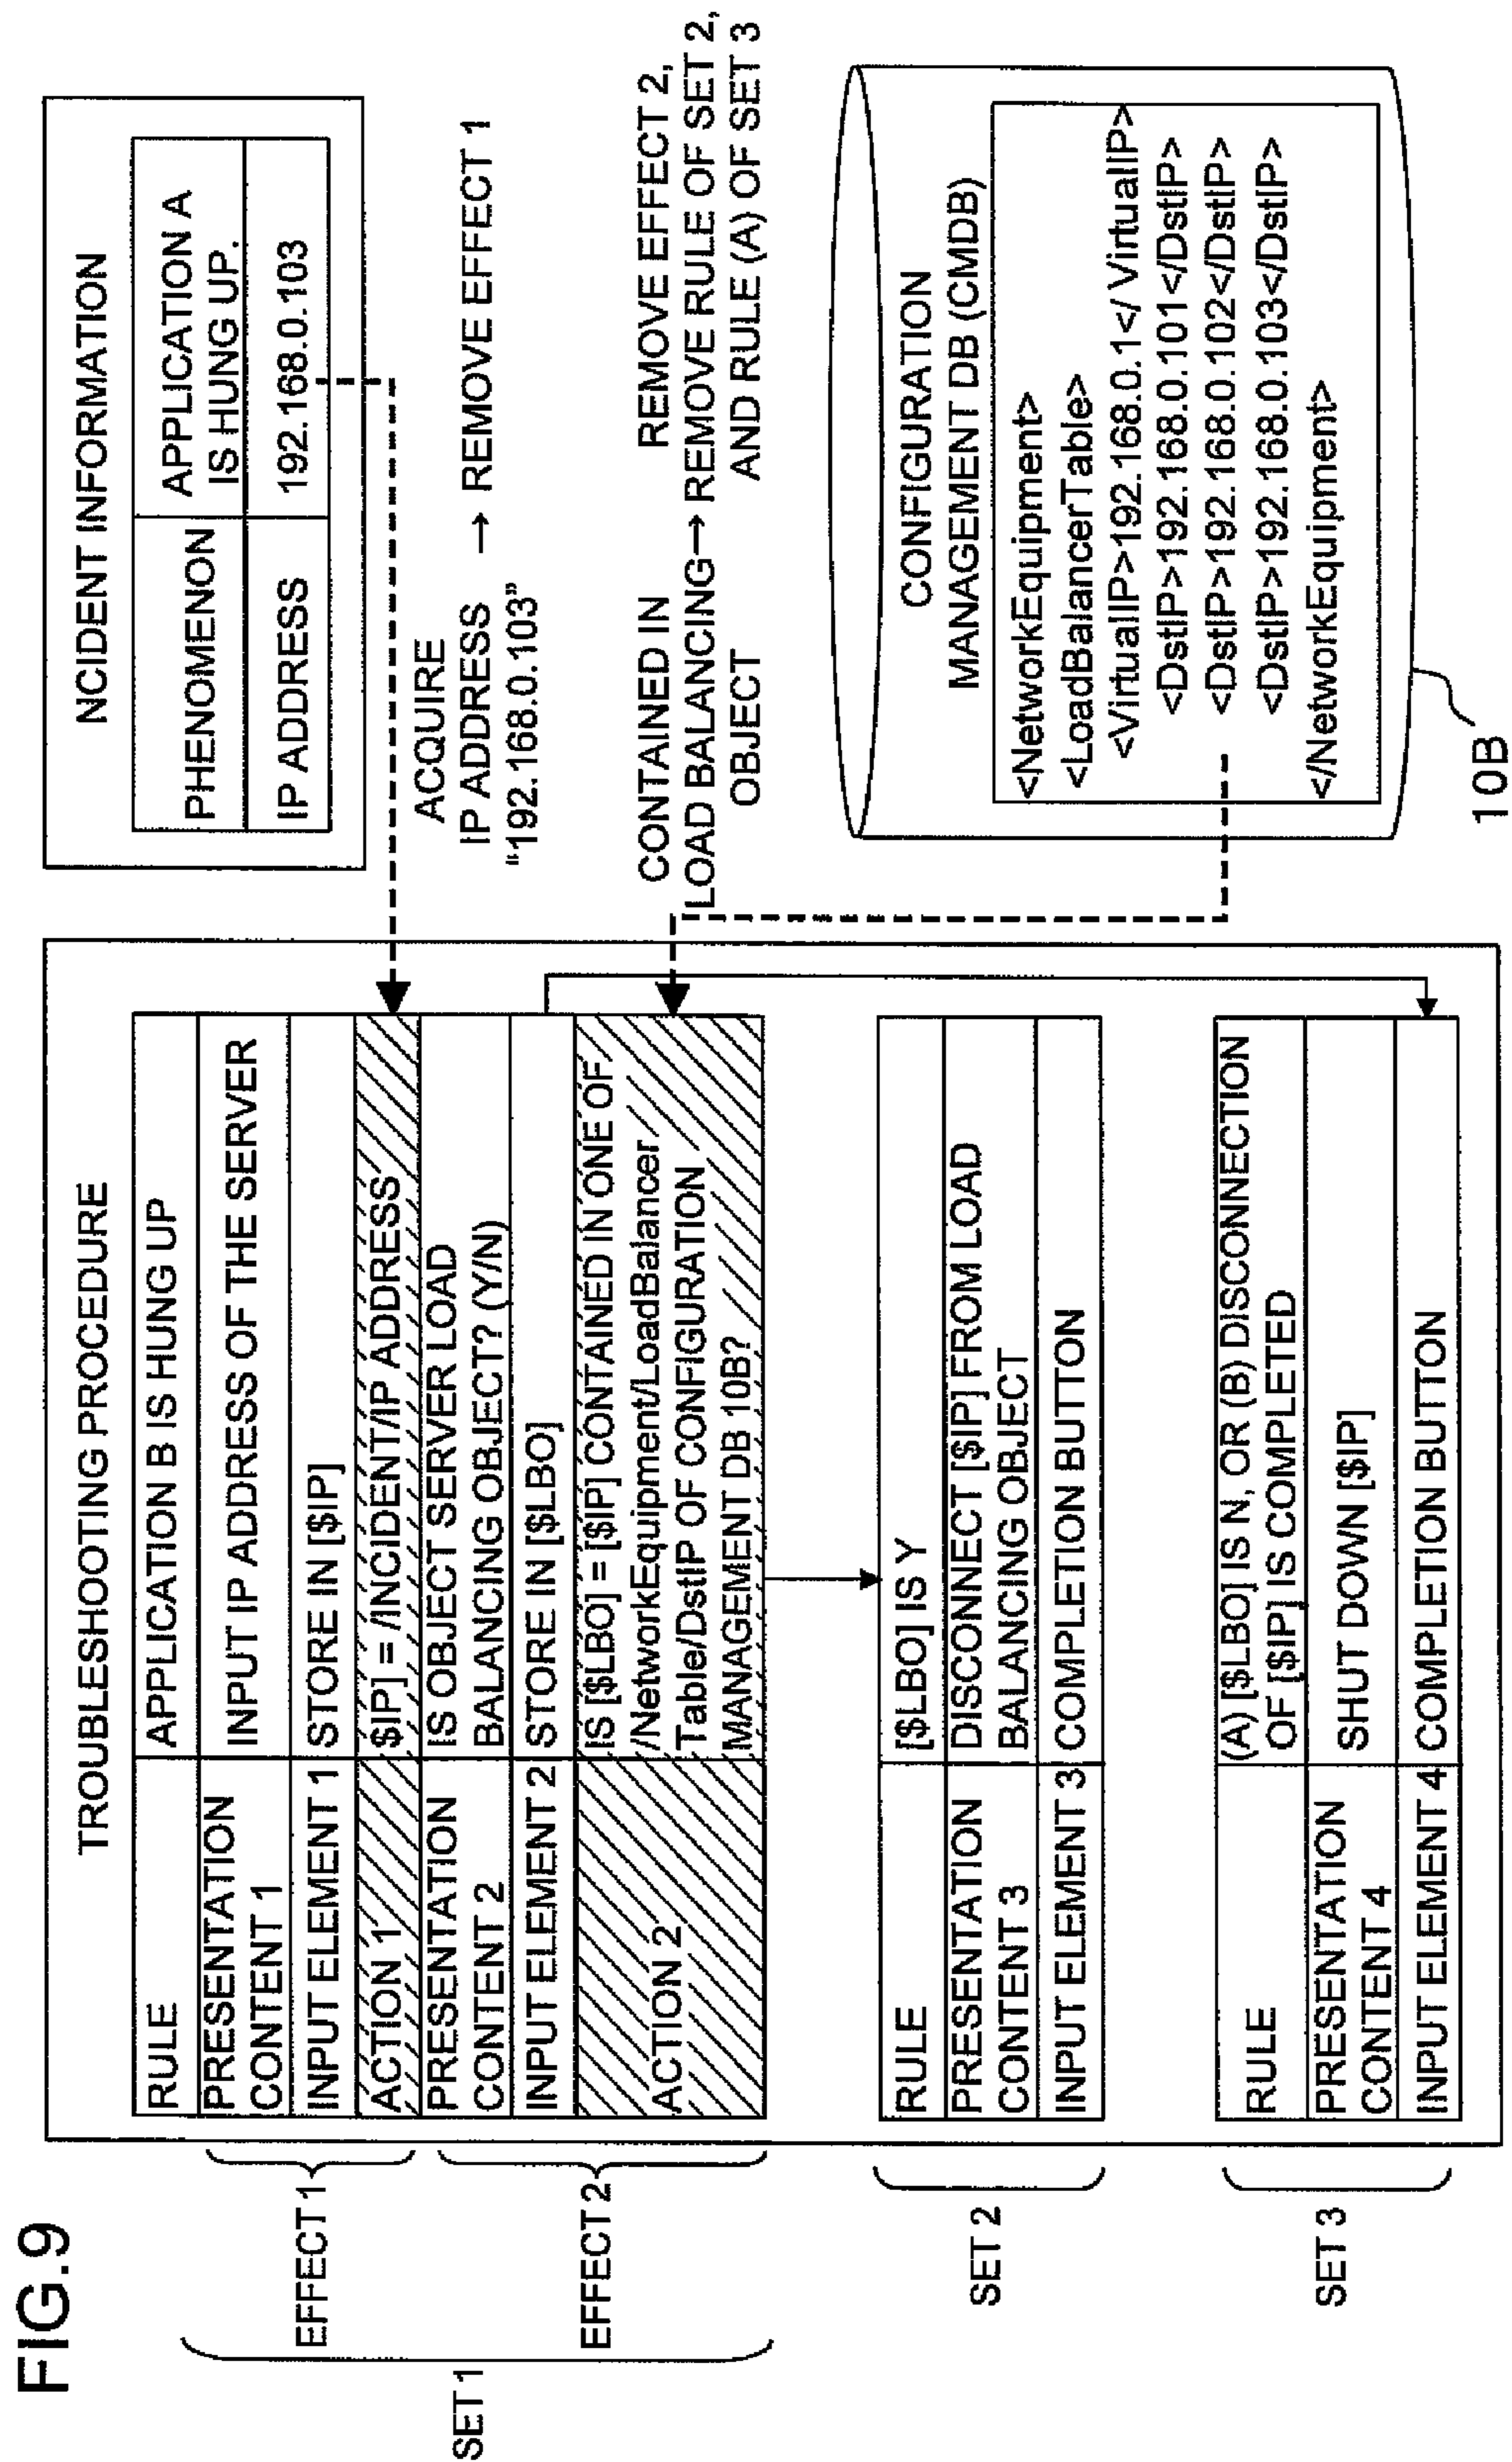 FIG.9
TROUBLESHOOTING PROCEDURE
RULE
APPLICATION B IS HUNG UP
PRESENTATION
CONTENT 1
INPUT IP ADDRESS OF THE SERVER
INPUT ELEMENT 1
STORE IN [$IP]
ACTION 1
$IP] = /INCIDENT/IP ADDRESS
PRESENTATION
CONTENT 2
IS OBJECT SERVER LOAD
BALANCING OBJECT? (Y/N)
INPUT ELEMENT 2
STORE IN [$LBO]
ACTION 2
IS [$LBO] = [$IP] CONTAINED IN ONE OF
/NetworkEquipment/LoadBalancer
Table/DstIP OF CONFIGURATION
MANAGEMENT DB 10B?
EFFECT 1
EFFECT 2
SET 1
RULE
[$LBO] IS Y
PRESENTATION
CONTENT 3
DISCONNECT [$IP] FROM LOAD
BALANCING OBJECT
INPUT ELEMENT 3
COMPLETION BUTTON
SET 2
RULE
(A) [$LBO] IS N, OR (B) DISCONNECTION
OF [$IP] IS COMPLETED
PRESENTATION
CONTENT 4
SHUT DOWN [$IP]
INPUT ELEMENT 4
COMPLETION BUTTON
SET 3
NCIDENT INFORMATION
PHENOMENON
APPLICATION A
IS HUNG UP.
IP ADDRESS
192.168.0.103
ACQUIRE
IP ADDRESS → REMOVE EFFECT 1
“192.168.0.103”
CONTAINED IN
LOAD BALANCING→
OBJECT
REMOVE EFFECT 2,
REMOVE RULE OF SET 2,
AND RULE (A) OF SET 3
CONFIGURATION
MANAGEMENT DB (CMDB)
<NetworkEquipment>
<LoadBalancerTable>
<VirtualIP>192.168.0.1</ VirtualIP>
<DstIP>192.168.0.101</DstIP>
<DstIP>192.168.0.102</DstIP>
<DstIP>192.168.0.103</DstIP>
</NetworkEquipment>
10B